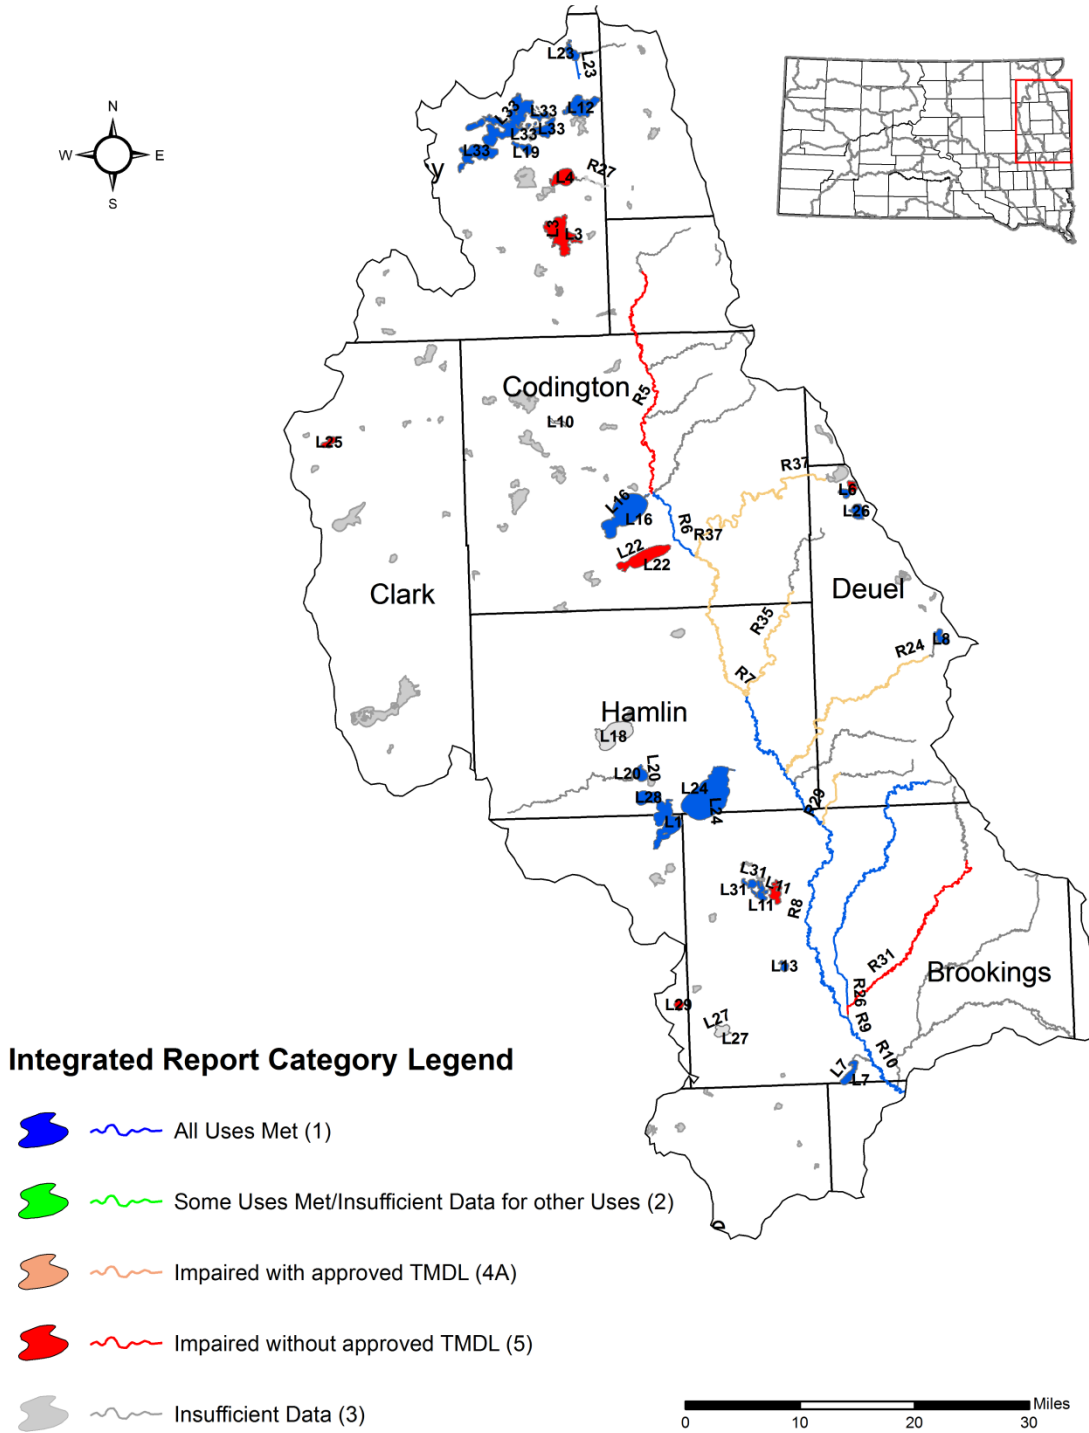 L23
L23
L33
L33
L12
L33
L33
L33
L19
N
W
E
S
y
L4
R27
L3
L3
Codington
R5
L10
L25
R37
L6
L16
L16
L26
R6
R37
L22
L22
Clark
Deuel
R35
R24
L8
R7
Hamlin
L18
L20
L20
L28
L24
L24
L1
R29
L31
L11
L31
L11
R8
L13
R31
Brookings
R26
L29
L27
L27
R9
R10
L7
L7
Integrated Report Category Legend
All Uses Met (1)
Some Uses Met/Insufficient Data for other Uses (2)
Impaired with approved TMDL (4A)
Impaired without approved TMDL (5)
Insufficient Data (3)
Miles
0 10 20 30